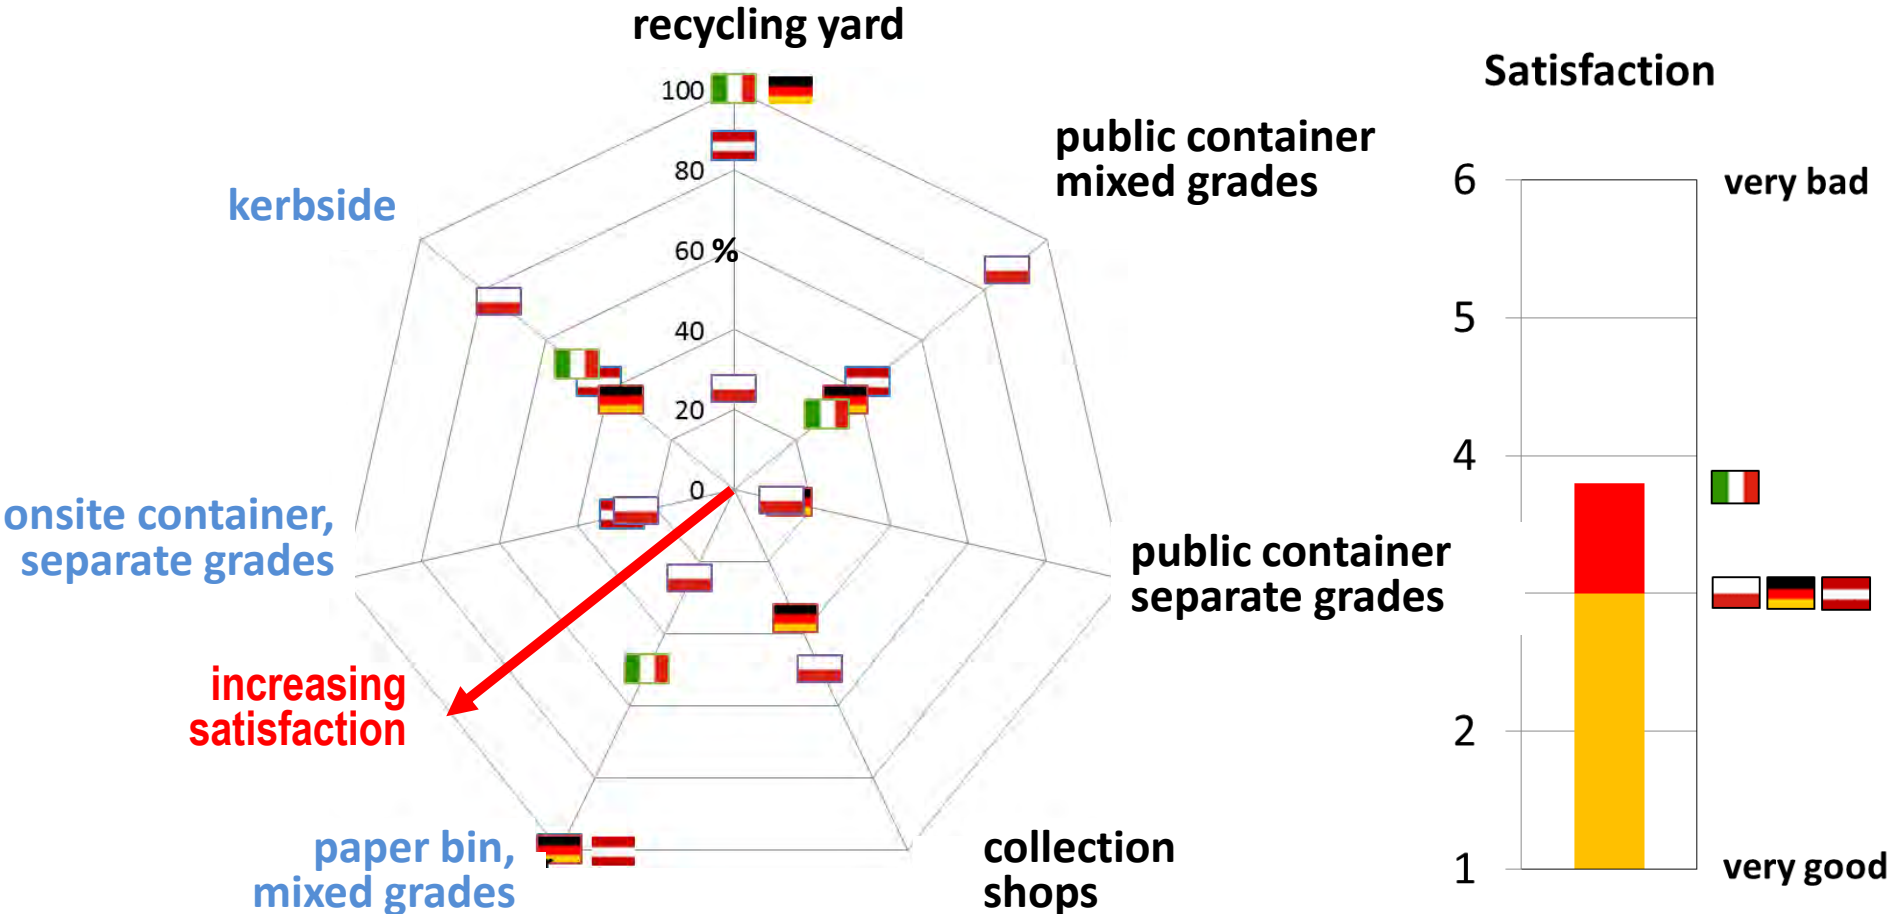 recycling yard
100
80
60 %
40
20
0
public container
mixed grades
public container
separate grades
collection
shops
paper bin,
mixed grades
onsite container,
separate grades
kerbside
increasing
satisfaction
Satisfaction
6
very bad
5
4
2
1
very good